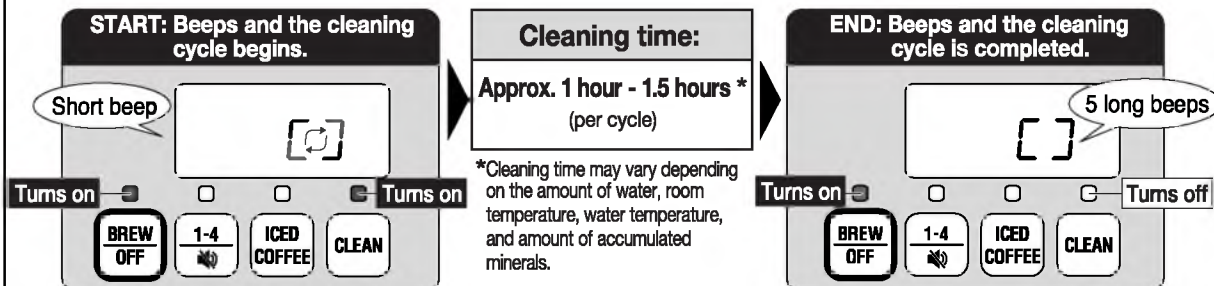 START: Beeps and the cleaning
cycle begins.
Short beep
Turns on
Turns on
BREW
OFF
1-4
ICED
COFFEE
CLEAN
Cleaning time:
Approx. 1 hour - 1.5 hours *
(per cycle)
*Cleaning time may vary depending
on the amount of water, room
temperature, water temperature,
and amount of accumulated
minerals.
END: Beeps and the cleaning
cycle is completed.
5 long beeps
Turns on
Turns off
BREW
OFF
1-4
ICED
COFFEE
CLEAN